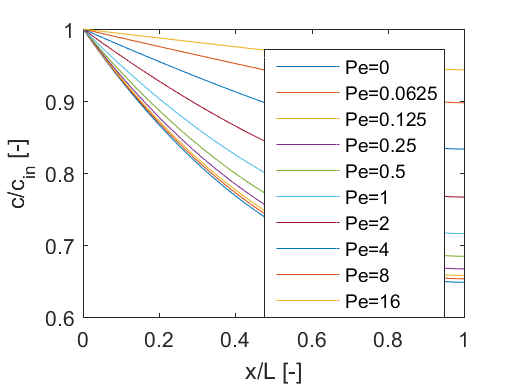 1
0.9
0.8
0.7
0.6
c/c_in [-]
Pe=0
Pe=0.0625
Pe=0.125
Pe=0.25
Pe=0.5
Pe=1
Pe=2
Pe=4
Pe=8
Pe=16
0 0.2 0.4 0.6 0.8 1
x/L [-]